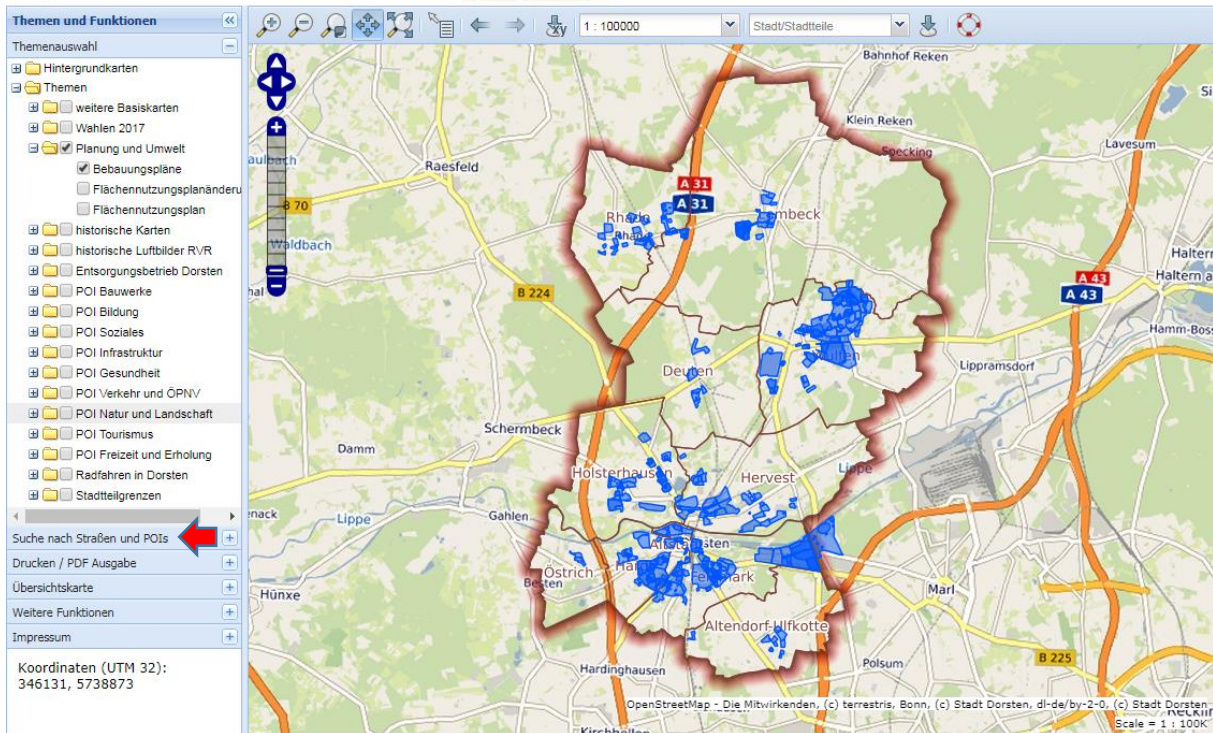 Themen und Funktionen
Themenauswahl
Hintergrundkarten
Themen
weitere Basiskarten
Wahlen 2017
Planung und Umwelt
Bebauungspläne
Flächennutzungsplanänderu
Flächennutzungsplan
historische Karten
historische Luftbilder RVR
Entsorgungsbetrieb Dorsten
POI Bauwerke
POI Bildung
POI Soziales
POI Infrastruktur
POI Gesundheit
POI Verkehr und ÖPNV
POI Natur und Landschaft
POI Tourismus
POI Freizeit und Erholung
Radfahren in Dorsten
Stadtteilgrenzen
Suche nach Straßen und POIs
Drucken / PDF Ausgabe
Übersichtskarte
Weitere Funktionen
Impressum
Koordinaten (UTM 32):
346131, 5738873
xy
1 : 100000
Stadt/Stadtteile
Bahnhof Reken
Klein Reken
Specking
Lavesum
Raesfeld
A 31
A 31
B 70
Rhade
Rhade
mbeck
Waldbach
Haltern
A 43
Haltern a
A 43
B 224
Hamm-Boss
Wulfen
Lippramsdorf
Deuten
Schermbeck
Damm
Holsterhausen
Hervest
Lippe
Lippe
Gahlen
Östrich
Besten
Marl
Hünxe
Altendorf-Ulfkotte
B 225
Hardinghausen
Polsum
OpenStreetMap - Die Mitwirkenden, (c) terrestris, Bonn, (c) Stadt Dorsten, dl-de/by-2-0, (c) Stadt Dorsten
Kirchhellen
Scale = 1 : 100K